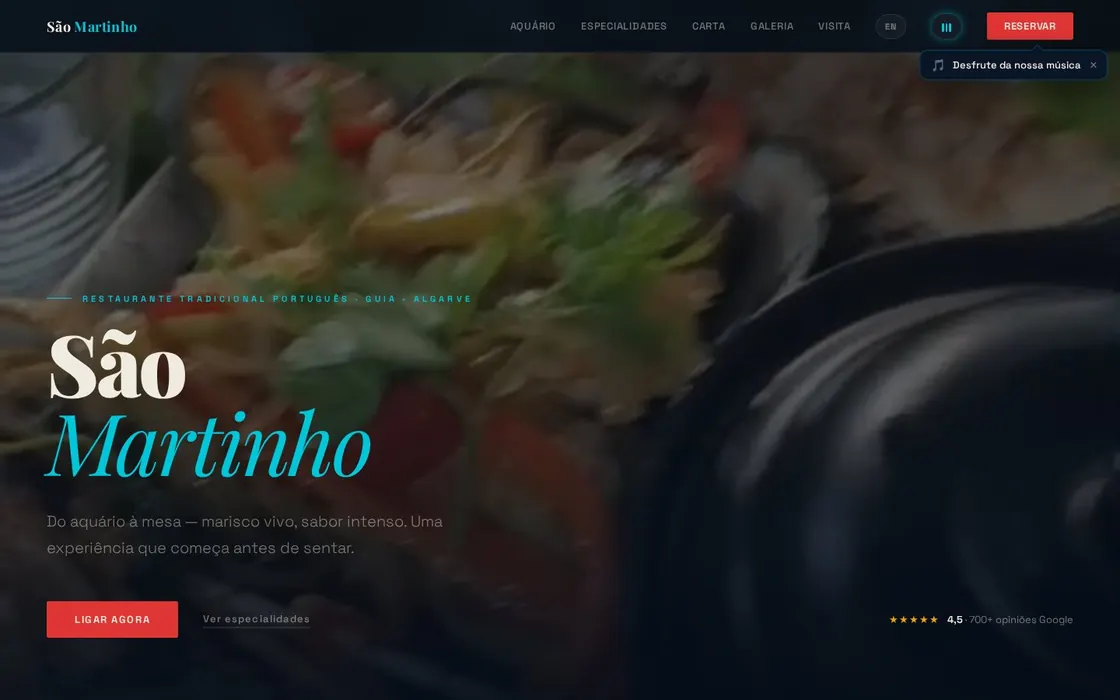 São Martinho
AQUÁRIO ESPECIALIDADES CARTA GALERIA VISITA EN RESERVAR
Desfrute da nossa música ×
RESTAURANTE TRADICIONAL PORTUGUÊS · GUIA · ALGARVE
São
Martinho
Do aquário à mesa — marisco vivo, sabor intenso. Uma
experiência que começa antes de sentar.
LIGAR AGORA
Ver especialidades
★★★★★ 4,5 · 700+ opiniões Google